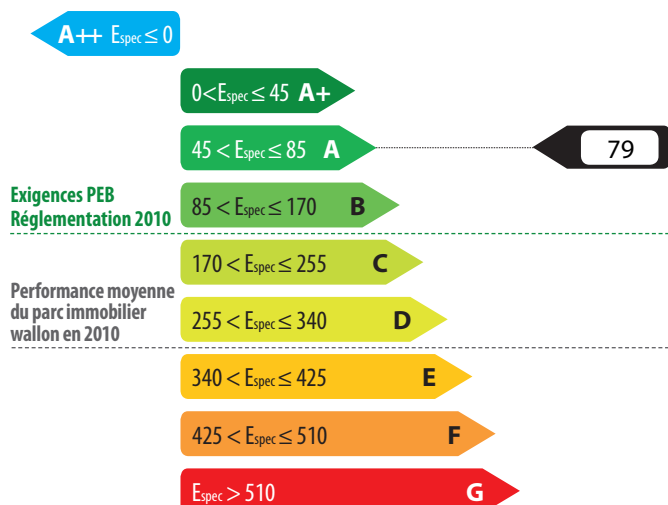 A++ Espec ≤ 0
0<Espec ≤ 45 A+
45 < Espec ≤ 85 A
79
Exigences PEB
Réglementation 2010
85 < Espec ≤ 170 B
170 < Espec ≤ 255 C
Performance moyenne
du parc immobilier
wallon en 2010
255 < Espec ≤ 340 D
340 < Espec ≤ 425 E
425 < Espec ≤ 510 F
Espec > 510 G